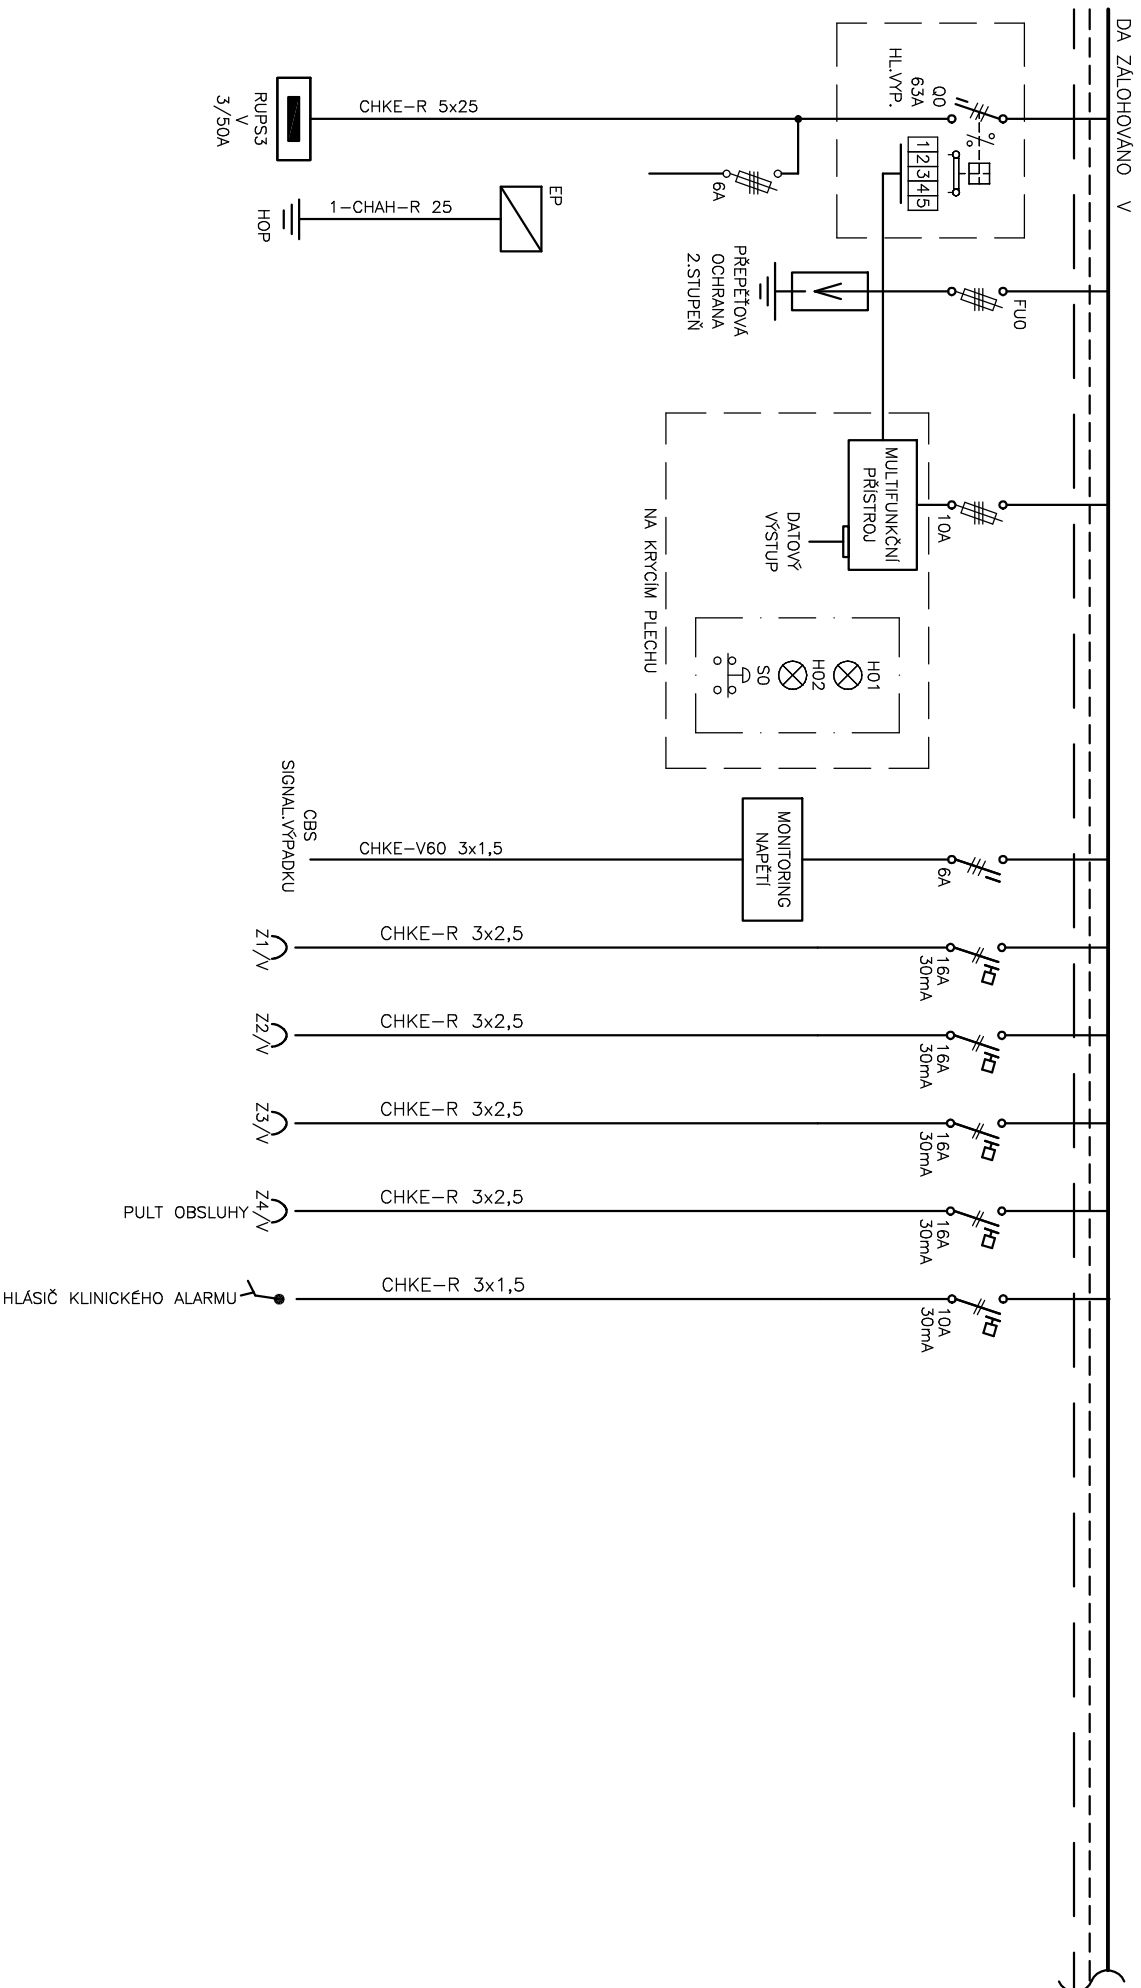 DA ZÁLOHOVÁNO V
Q0
63A
HL.VYP.
1 2 3 4 5
CHKE-R 5x25
RUPS3
V
3/50A
6A
EP
1-CHAH-R 25
HOP
FU0
PŘEPĚŤOVÁ
OCHRANA
2.STUPEŇ
10A
MULTIFUNKČNÍ
PŘÍSTROJ
DATOVÝ
VÝSTUP
H01
H02
S0
NA KRYCÍM PLECHU
6A
MONITORING
NAPĚTÍ
CHKE-V60 3x1,5
CBS
SIGNAL.VÝPADKU
16A
30mA
CHKE-R 3x2,5
Z1/V
16A
30mA
CHKE-R 3x2,5
Z2/V
16A
30mA
CHKE-R 3x2,5
Z3/V
16A
30mA
CHKE-R 3x2,5
Z4/V
PULT OBSLUHY
10A
30mA
CHKE-R 3x1,5
HLÁSIČ KLINICKÉHO ALARMU